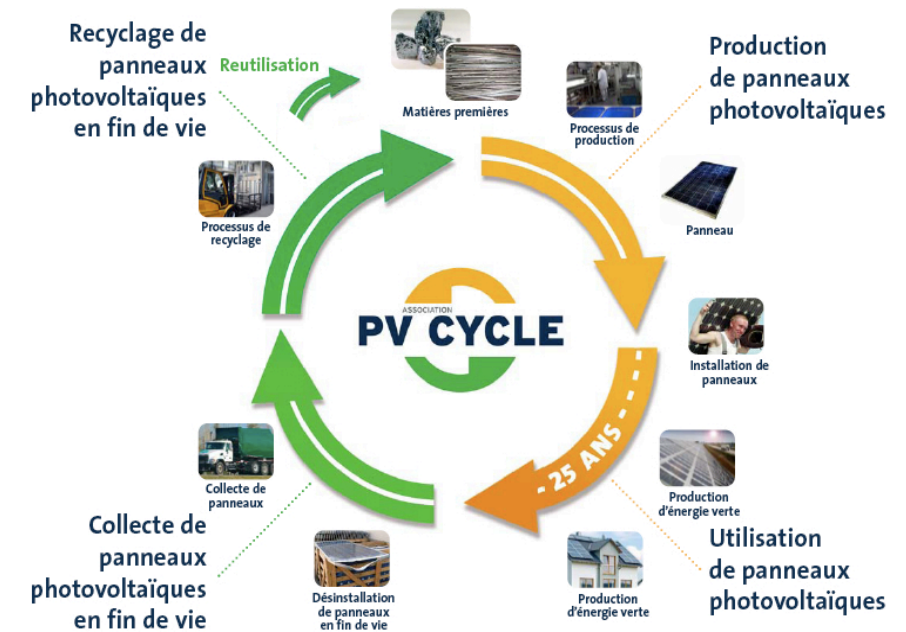 Recyclage de
panneaux
photovoltaïques
en fin de vie
Reutilisation
Matières premières
Processus de
production
Production
de panneaux
photovoltaïques
Processus de
recyclage
Panneau
ASSOCIATION
PV CYCLE
Installation de
panneaux
- 25 ANS - - - -
Collecte de
panneaux
Production
d'énergie verte
Collecte de
panneaux
photovoltaïques
en fin de vie
Désinstallation
de panneaux
en fin de vie
Production
d'énergie verte
Utilisation
de panneaux
photovoltaïques